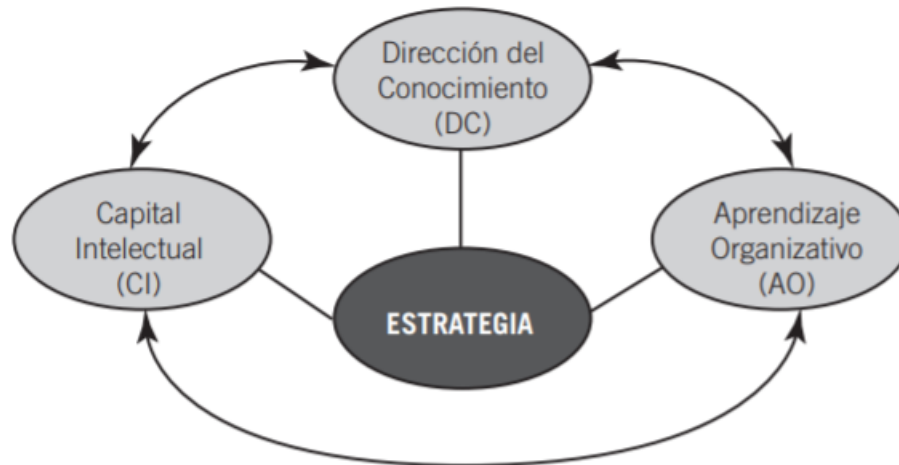 Dirección del
Conocimiento
(DC)
Capital
Intelectual
(CI)
Aprendizaje
Organizativo
(AO)
ESTRATEGIA